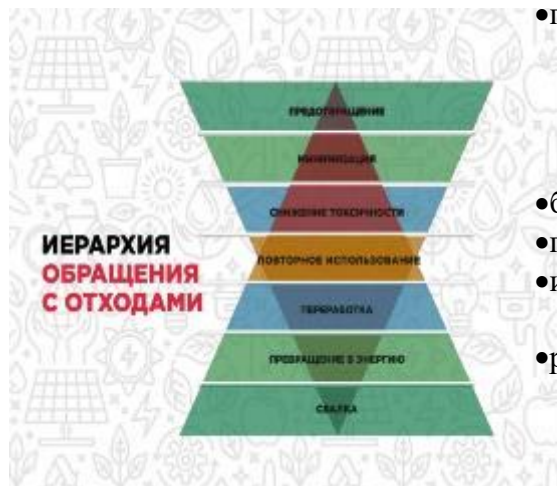 ПРЕДОТВРАЩЕНИЕ
МИНИМИЗАЦИЯ
СНИЖЕНИЕ ТОКСИЧНОСТИ
ПОВТОРНОЕ ИСПОЛЬЗОВАНИЕ
ПЕРЕРАБОТКА
ПРЕВРАЩЕНИЕ В ЭНЕРГИЮ
СВАЛКА
ИЕРАРХИЯ
ОБРАЩЕНИЯ
С ОТХОДАМИ